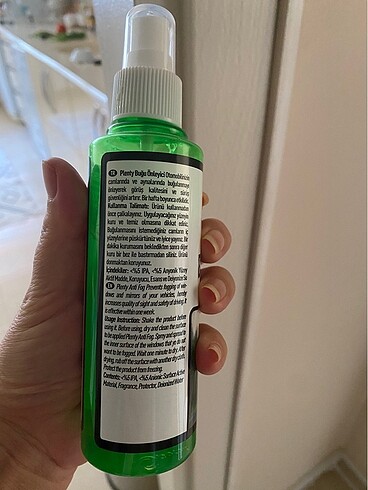 TR Plenty Buğu Önleyici Otomobilinizin
camlarında ve aynalarında buğulanmayı
önleyerek görüş kalitesini ve sürüş
güvenliğini artırır. Bir hafta boyunca etkilidir.
Kullanma Talimatı: Ürünü kullanmadan
önce çalkalayınız. Uygulayacağınız yüzeyin
kuru ve temiz olmasına dikkat ediniz.
Buğulanmasını istemediğiniz camların iç
yüzeylerine püskürtünüz ve iyice yayınız. Bir
dakika kurumasını bekledikten sonra diğer
kuru bir bez ile bastırmadan siliniz. Ürünü
donmaktan koruyunuz.
İçindekiler: <%5 IPA, <%5 Anyonik Yüzey
Aktif Madde, Koruyucu, Esans ve Deiyonize Su
EN Plenty Anti Fog Prevents fogging of win-
dows and mirrors of your vehicles, hereby
increases quality of sight and safety of driving. It
is effective within one week.
Usage Instruction: Shake the product before
using it. Before using, dry and clean the surface
to be applied Plenty Anti Fog. Spray and spread to
the inner surface of the windows that you do not
want to be fogged. Wait one minute to dry. After
drying, rub off the surface with another dry cloth.
Protect the product from freezing.
Contents: <%5 IPA, <%5 Anionic Surface Active
Material, Fragrance, Protector, Deionized Water